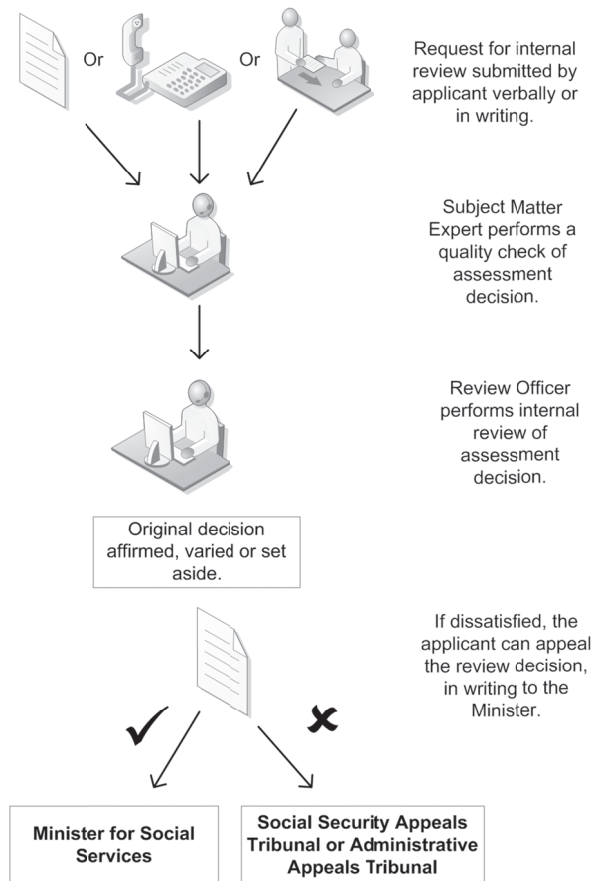 Or
Or
Request for internal
review submitted by
applicant verbally or
in writing.
Subject Matter
Expert performs a
quality check of
assessment
decision.
Review Officer
performs internal
review of
assessment
decision.
Original decision
affirmed, varied or set
aside.
If dissatisfied, the
applicant can appeal
the review decision,
in writing to the
Minister.
Minister for Social
Services
Social Security Appeals
Tribunal or Administrative
Appeals Tribunal